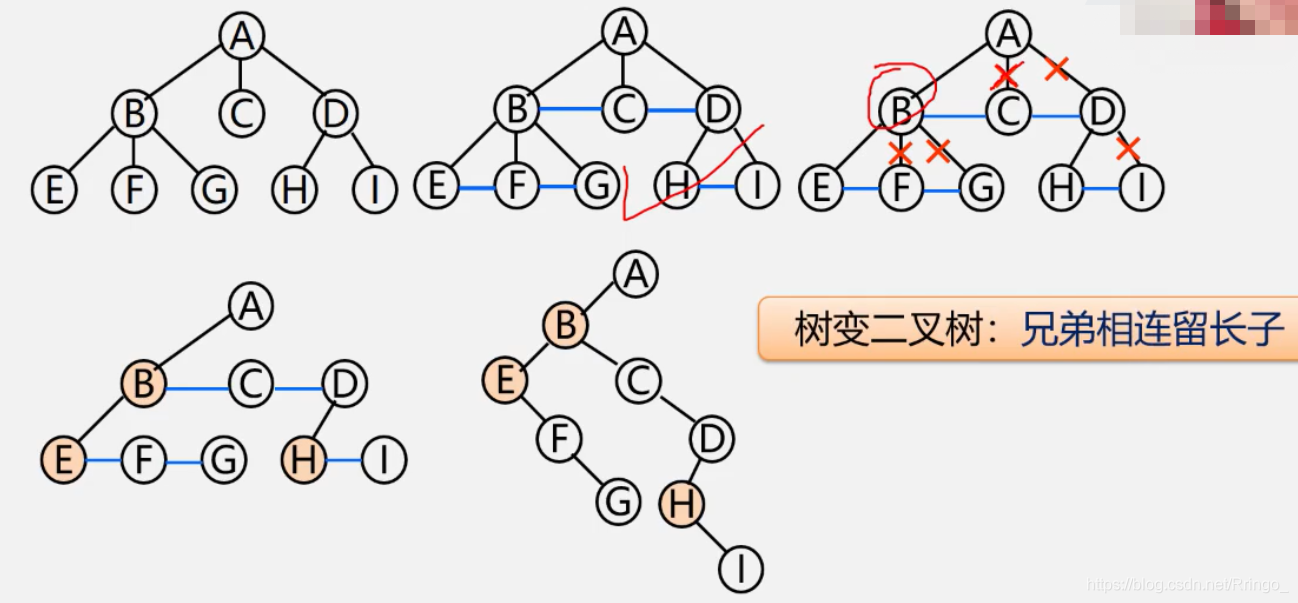 A A A
B C D B C D B C D
E F G H I E F G H I E F G H I
A
B C D
E F G H I
A
B
E C
F D
G H
I
树变二叉树：兄弟相连留长子
https://blog.csdn.net/Rringo_